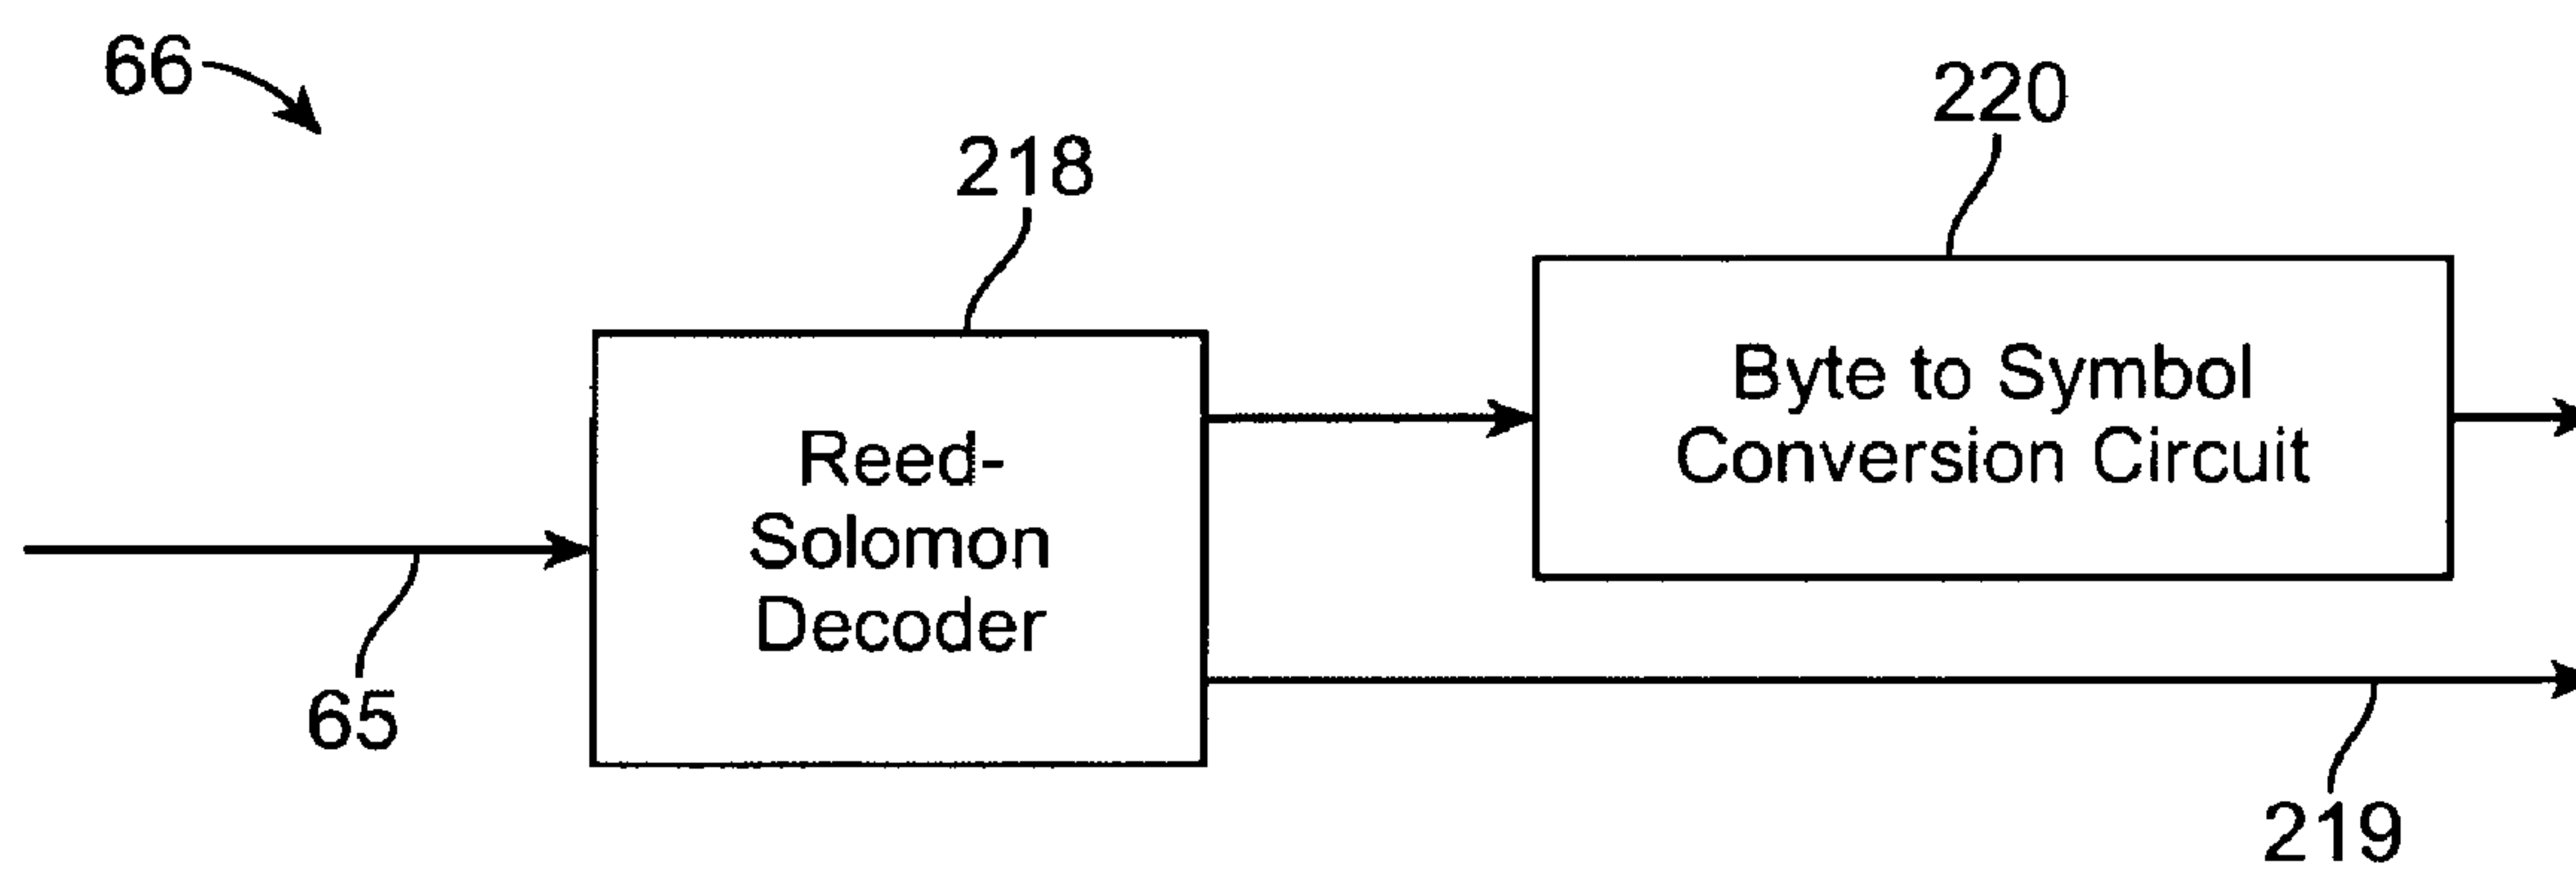 66
218
220
Reed-
Solomon
Decoder
Byte to Symbol
Conversion Circuit
65
219